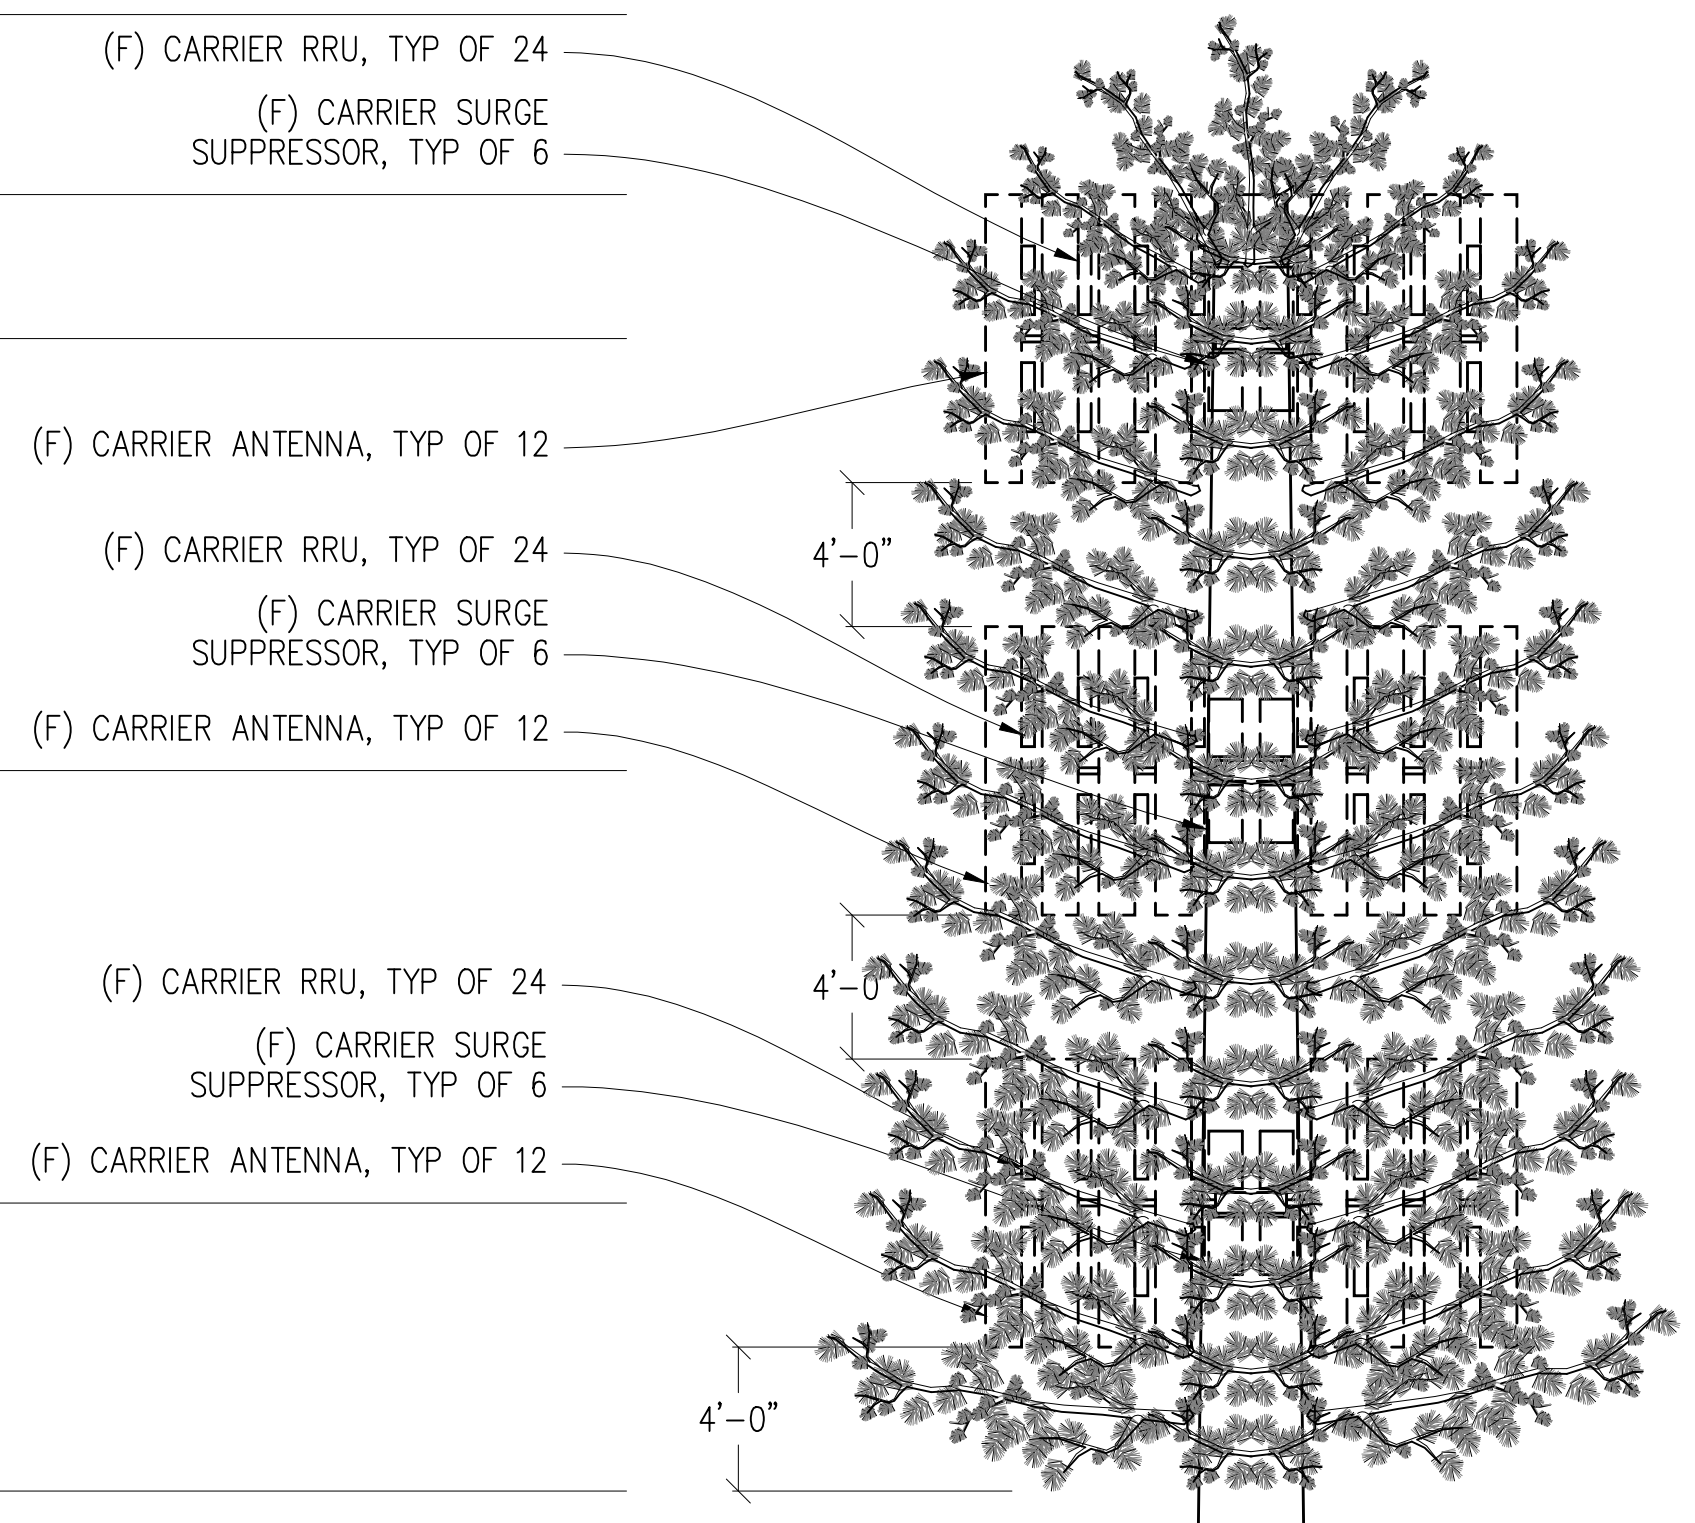 (F) CARRIER RRU, TYP OF 24
(F) CARRIER SURGE
SUPPRESSOR, TYP OF 6
(F) CARRIER ANTENNA, TYP OF 12
(F) CARRIER RRU, TYP OF 24
4'-0"
(F) CARRIER SURGE
SUPPRESSOR, TYP OF 6
(F) CARRIER ANTENNA, TYP OF 12
(F) CARRIER RRU, TYP OF 24
4'-0"
(F) CARRIER SURGE
SUPPRESSOR, TYP OF 6
(F) CARRIER ANTENNA, TYP OF 12
4'-0"